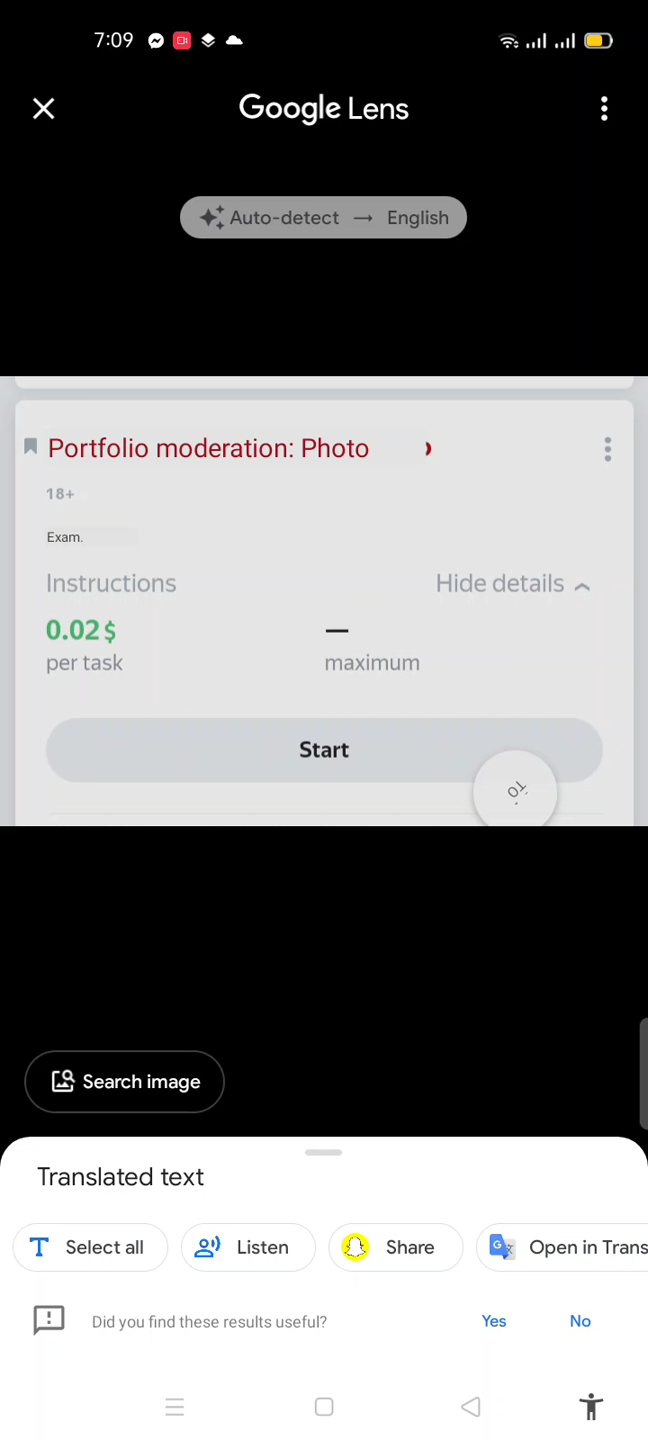 7:09
Google Lens
Auto-detect → English
Portfolio moderation: Photo
18+
Exam.
Instructions Hide details
0.02 $ —
per task maximum
Start
Search image
Translated text
Select all Listen Share Open in Trans
Did you find these results useful? Yes No